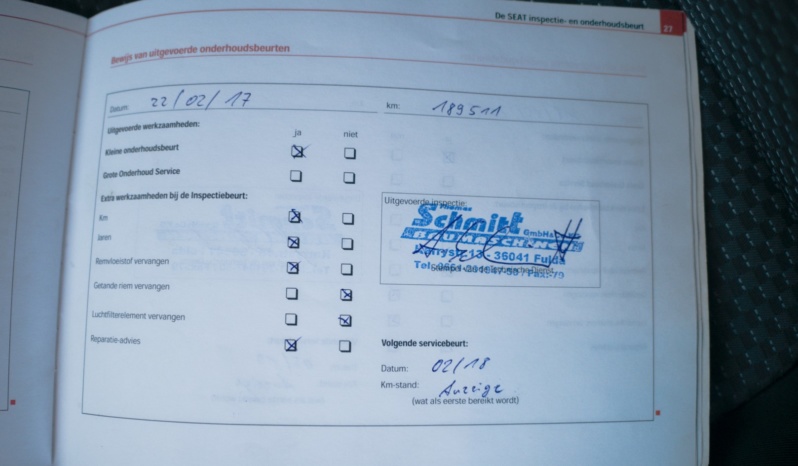 De SEAT inspectie- en onderhoudsbeurt 27
Bewijs van uitgevoerde onderhoudsbeurten
Datum: 22/02/17 km: 189511
Uitgevoerde werkzaamheden: ja niet
Kleine onderhoudsbeurt
Grote Onderhoud Service
Extra werkzaamheden bij de Inspectiebeurt:
Km
Jaren
Remvloeistof vervangen
Getande riem vervangen
Luchtfilterelement vervangen
Reparatie-advies
Uitgevoerde inspectie:
Thomas
Schmitt
GmbH
- 36041 Fulda
Tel.
Volgende servicebeurt:
Datum: 02/18
Km-stand: Anzeige
(wat als eerste bereikt wordt)